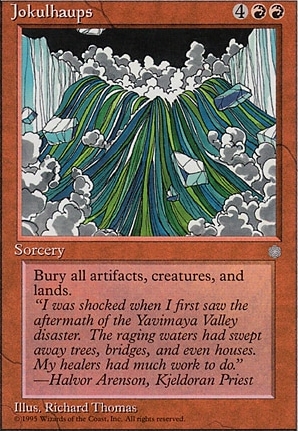 Jokulhaups 4
Sorcery
Bury all artifacts, creatures, and
lands.
“I was shocked when I first saw the
aftermath of the Yavimaya Valley
disaster. The raging waters had swept
away trees, bridges, and even houses.
My healers had much work to do.”
—Halvor Arenson, Kjeldoran Priest
Illus. Richard Thomas
©1995 Wizards of the Coast, Inc. All rights reserved.